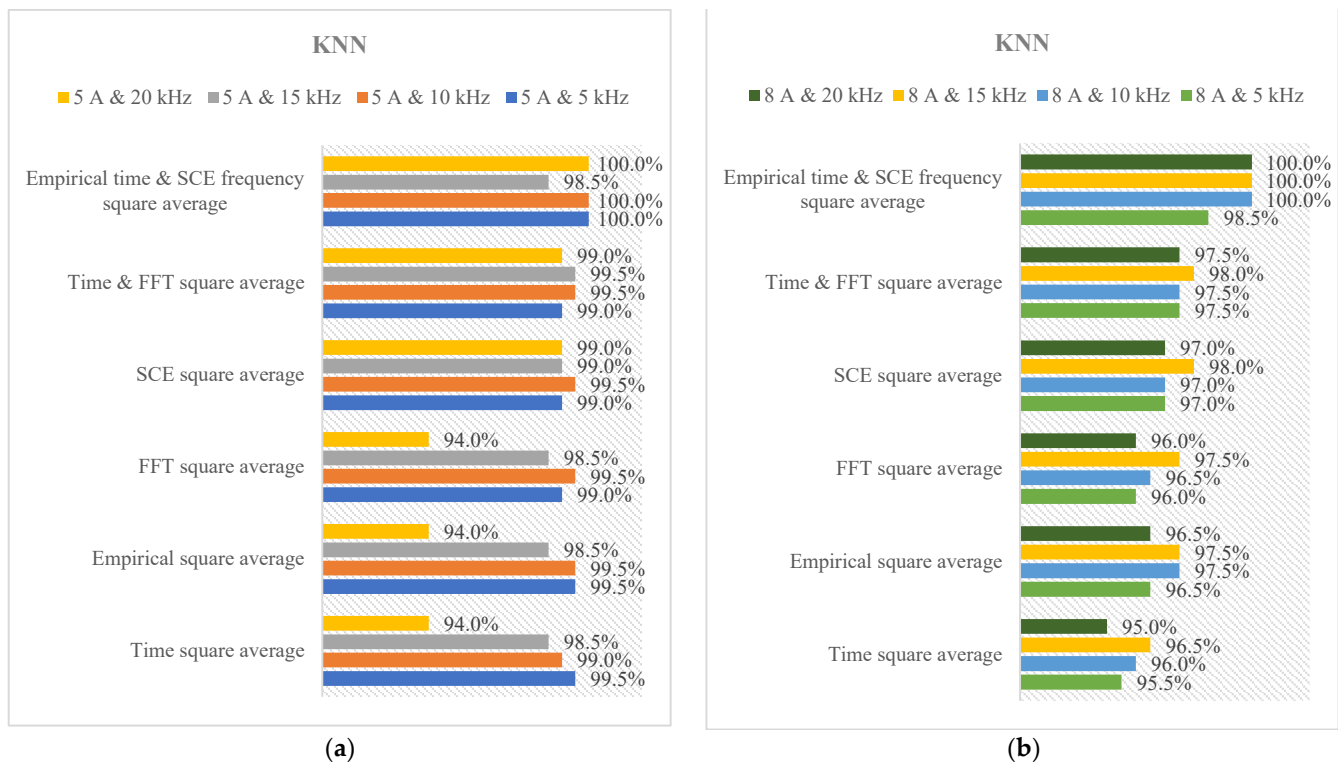 KNN
5 A & 20 kHz 5 A & 15 kHz 5 A & 10 kHz 5 A & 5 kHz
Empirical time & SCE frequency
square average
100.0%
98.5%
100.0%
100.0%
Time & FFT square average
99.0%
99.5%
99.5%
99.0%
SCE square average
99.0%
99.0%
99.5%
99.0%
FFT square average
94.0%
98.5%
99.5%
99.0%
Empirical square average
94.0%
98.5%
99.5%
99.5%
Time square average
94.0%
98.5%
99.0%
99.5%
(a)
KNN
8 A & 20 kHz 8 A & 15 kHz 8 A & 10 kHz 8 A & 5 kHz
Empirical time & SCE frequency
square average
100.0%
100.0%
100.0%
98.5%
Time & FFT square average
97.5%
98.0%
97.5%
97.5%
SCE square average
97.0%
98.0%
97.0%
97.0%
FFT square average
96.0%
97.5%
96.5%
96.0%
Empirical square average
96.5%
97.5%
97.5%
96.5%
Time square average
95.0%
96.5%
96.0%
95.5%
(b)